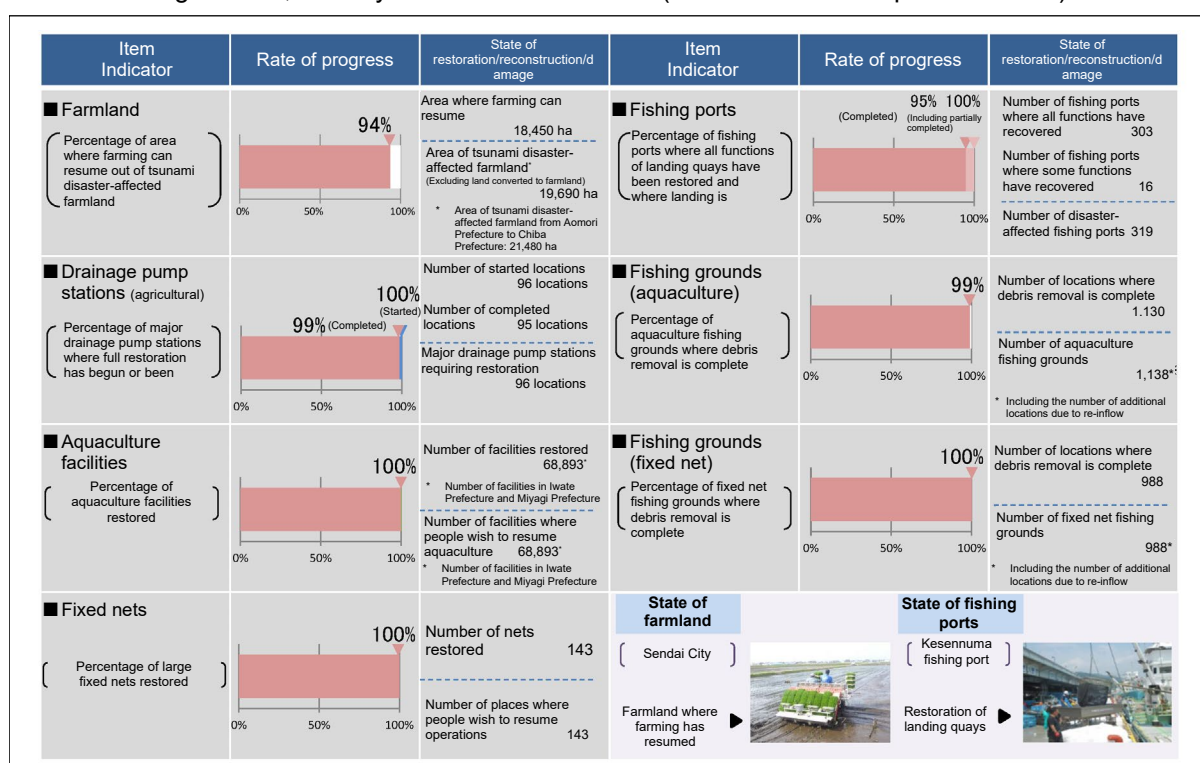 Item
Indicator
Rate of progress
State of
restoration/reconstruction/d
amage
Item
Indicator
Rate of progress
State of
restoration/reconstruction/d
amage
■ Farmland
Percentage of area
where farming can
resume out of tsunami
disaster-affected
farmland
94%
0% 50% 100%
Area where farming can
resume
18,450 ha
Area of tsunami disaster-
affected farmland*
(Excluding land converted to farmland)
19,690 ha
* Area of tsunami disaster-
affected farmland from Aomori
Prefecture to Chiba
Prefecture: 21,480 ha
■ Fishing ports
Percentage of fishing
ports where all functions
of landing quays have
been restored and
where landing is
95% 100%
(Completed) (Including partially
completed)
0% 50% 100%
Number of fishing ports
where all functions have
recovered 303
Number of fishing ports
where some functions
have recovered 16
Number of disaster-
affected fishing ports 319
■ Drainage pump
stations (agricultural)
Percentage of major
drainage pump stations
where full restoration
has begun or been
100%
(Started)
99% (Completed)
0% 50% 100%
Number of started locations
96 locations
Number of completed
locations 95 locations
Major drainage pump stations
requiring restoration
96 locations
■ Fishing grounds
(aquaculture)
Percentage of
aquaculture fishing
grounds where debris
removal is complete
99%
0% 50% 100%
Number of locations where
debris removal is complete
1.130
Number of aquaculture
fishing grounds
1,138*
* Including the number of additional
locations due to re-inflow
■ Aquaculture
facilities
Percentage of
aquaculture facilities
restored
100%
0% 50% 100%
Number of facilities restored
68,893*
* Number of facilities in Iwate
Prefecture and Miyagi Prefecture
Number of facilities where
people wish to resume
aquaculture 68,893*
* Number of facilities in Iwate
Prefecture and Miyagi Prefecture
■ Fishing grounds
(fixed net)
Percentage of fixed net
fishing grounds where
debris removal is
complete
100%
0% 50% 100%
Number of locations where
debris removal is complete
988
Number of fixed net fishing
grounds
988*
* Including the number of additional
locations due to re-inflow
■ Fixed nets
Percentage of large
fixed nets restored
100%
0% 50% 100%
Number of nets
restored 143
Number of places where
people wish to resume
operations 143
State of
farmland
Sendai City
Farmland where
farming has
resumed
State of fishing
ports
Kesennuma
fishing port
Restoration of
landing quays